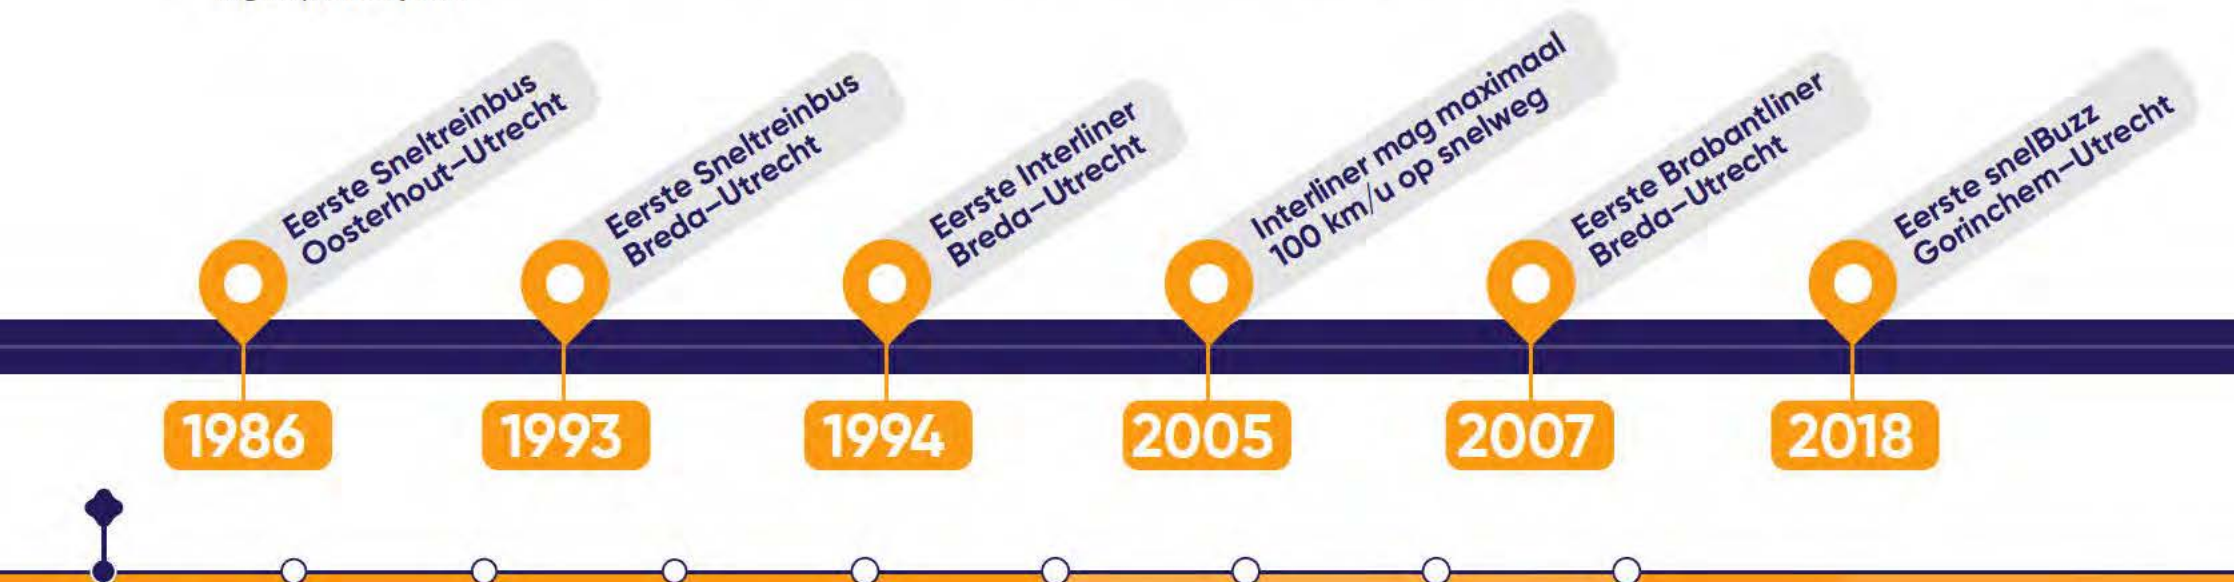 Eerste Sneltreinbus
Oosterhout–Utrecht
Eerste Sneltreinbus
Breda–Utrecht
Eerste Interliner
Breda–Utrecht
Interliner mag maximaal
100 km/u op snelweg
Eerste Brabantliner
Breda–Utrecht
Eerste snelBuzz
Gorinchem–Utrecht
1986
1993
1994
2005
2007
2018